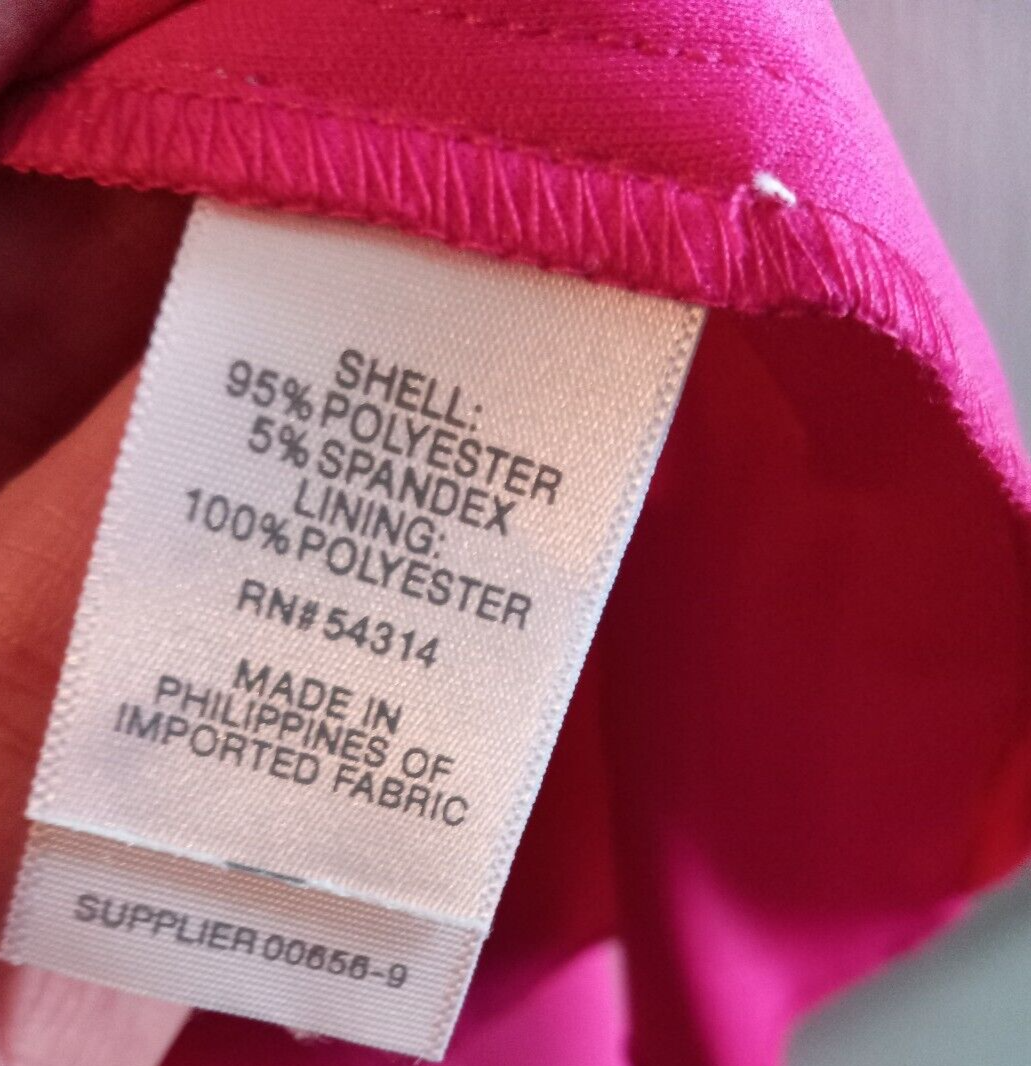 SHELL:
95% POLYESTER
5% SPANDEX
LINING:
100% POLYESTER
RN# 54314
MADE IN
PHILIPPINES OF
IMPORTED FABRIC
SUPPLIER 00656-9